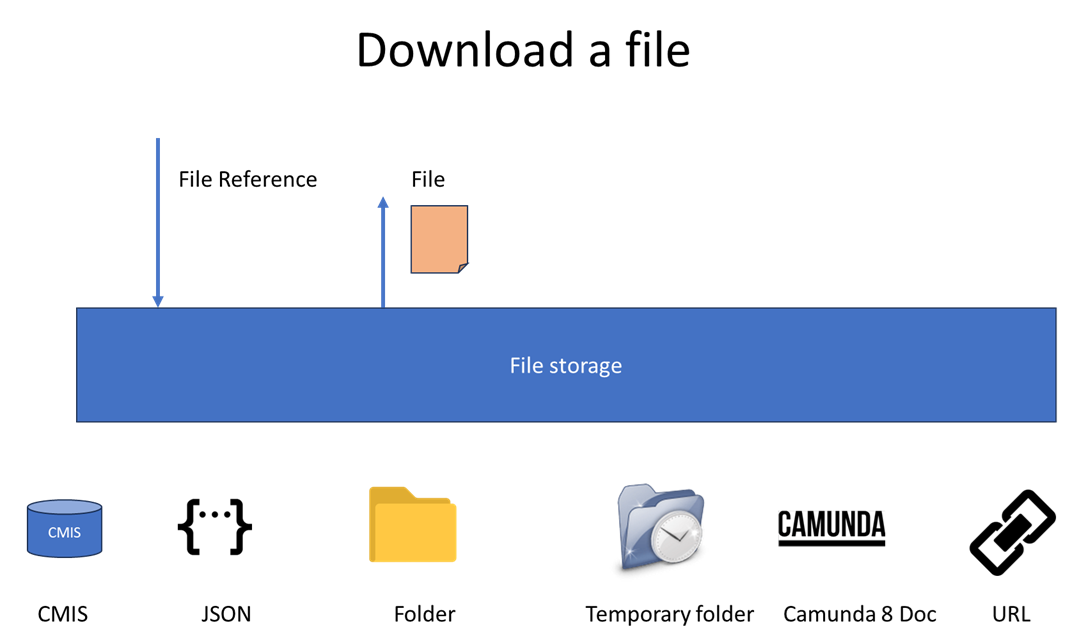 Download a file
File Reference
File
File storage
CMIS
{...}
CAMUNDA
CMIS
JSON
Folder
Temporary folder
Camunda 8 Doc
URL